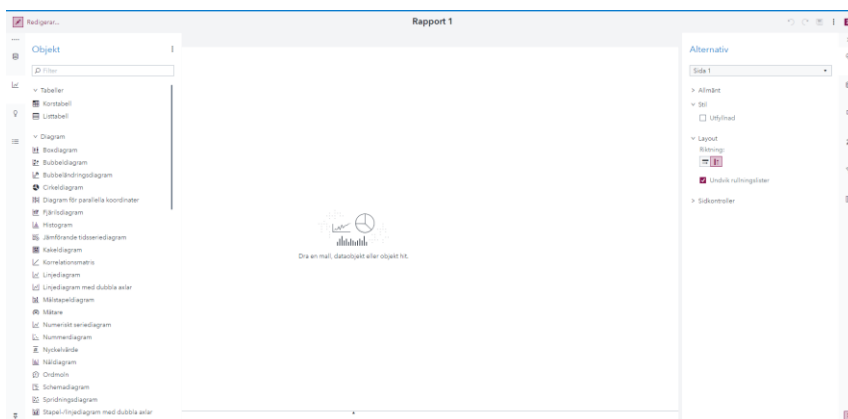 Redigerar...
Rapport 1
Objekt
Filter
Tabeller
Korstabell
Listtabell
Diagram
Boxdiagram
Bubbeldiagram
Bubbeländringsdiagram
Cirkeldiagram
Diagram för parallella koordinater
Fjärilsdiagram
Histogram
Jämförande tidsseriediagram
Kakeldiagram
Korrelationsmatris
Linjediagram
Linjediagram med dubbla axlar
Målstapeldiagram
Mätare
Numeriskt seriediagram
Nummerdiagram
Nyckelvärde
Nåldiagram
Ordmoln
Schemadiagram
Spridningsdiagram
Stapel-/linjediagram med dubbla axlar
Dra en mall, dataobjekt eller objekt hit.
Alternativ
Sida 1
Allmänt
Stil
Utfyllnad
Layout
Riktning:
Undvik rullningslister
Sidkontroller